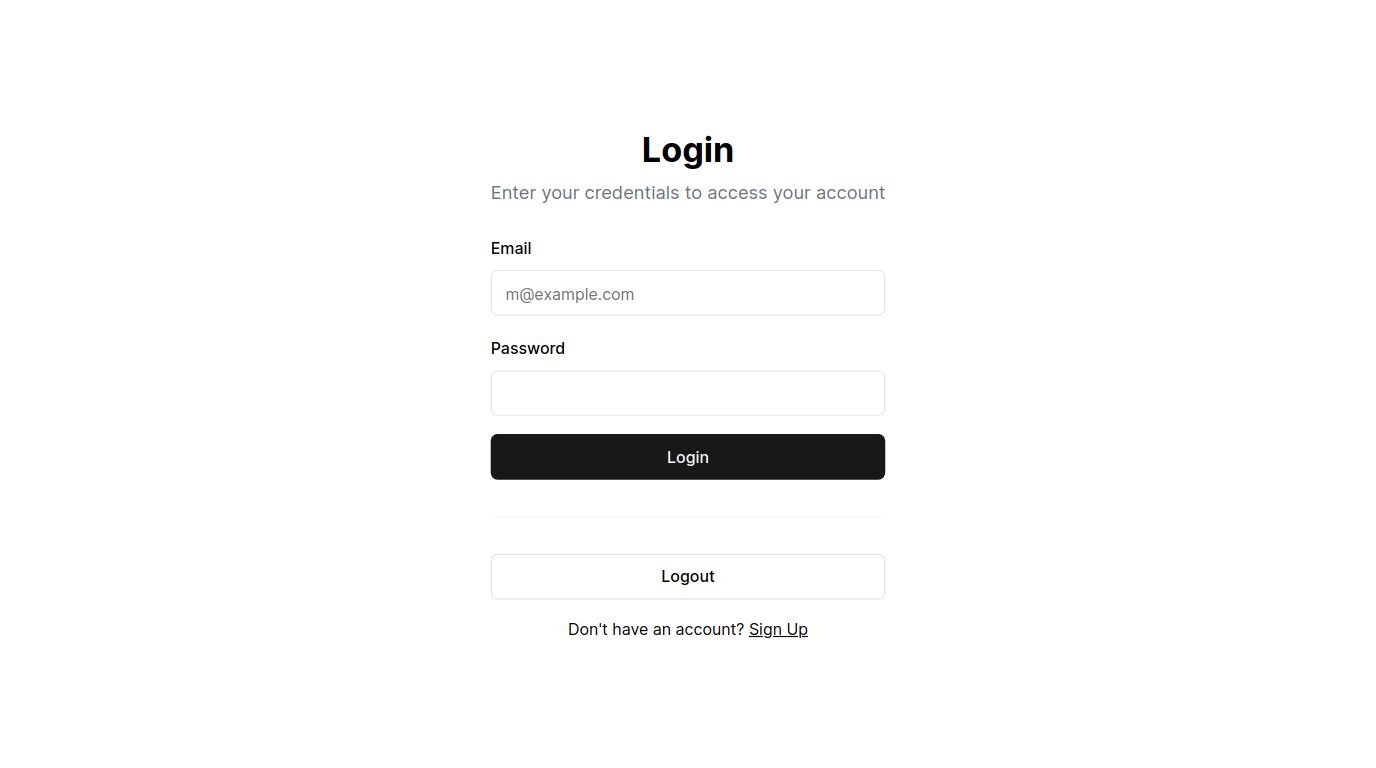 Login
Enter your credentials to access your account
Email
m@example.com
Password
Login
Logout
Don't have an account? Sign Up